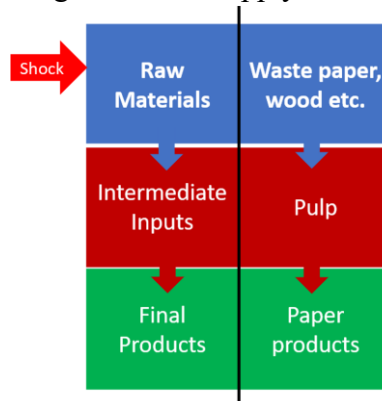 Shock
Raw
Materials
Waste paper,
wood etc.
Intermediate
Inputs
Pulp
Final
Products
Paper
products